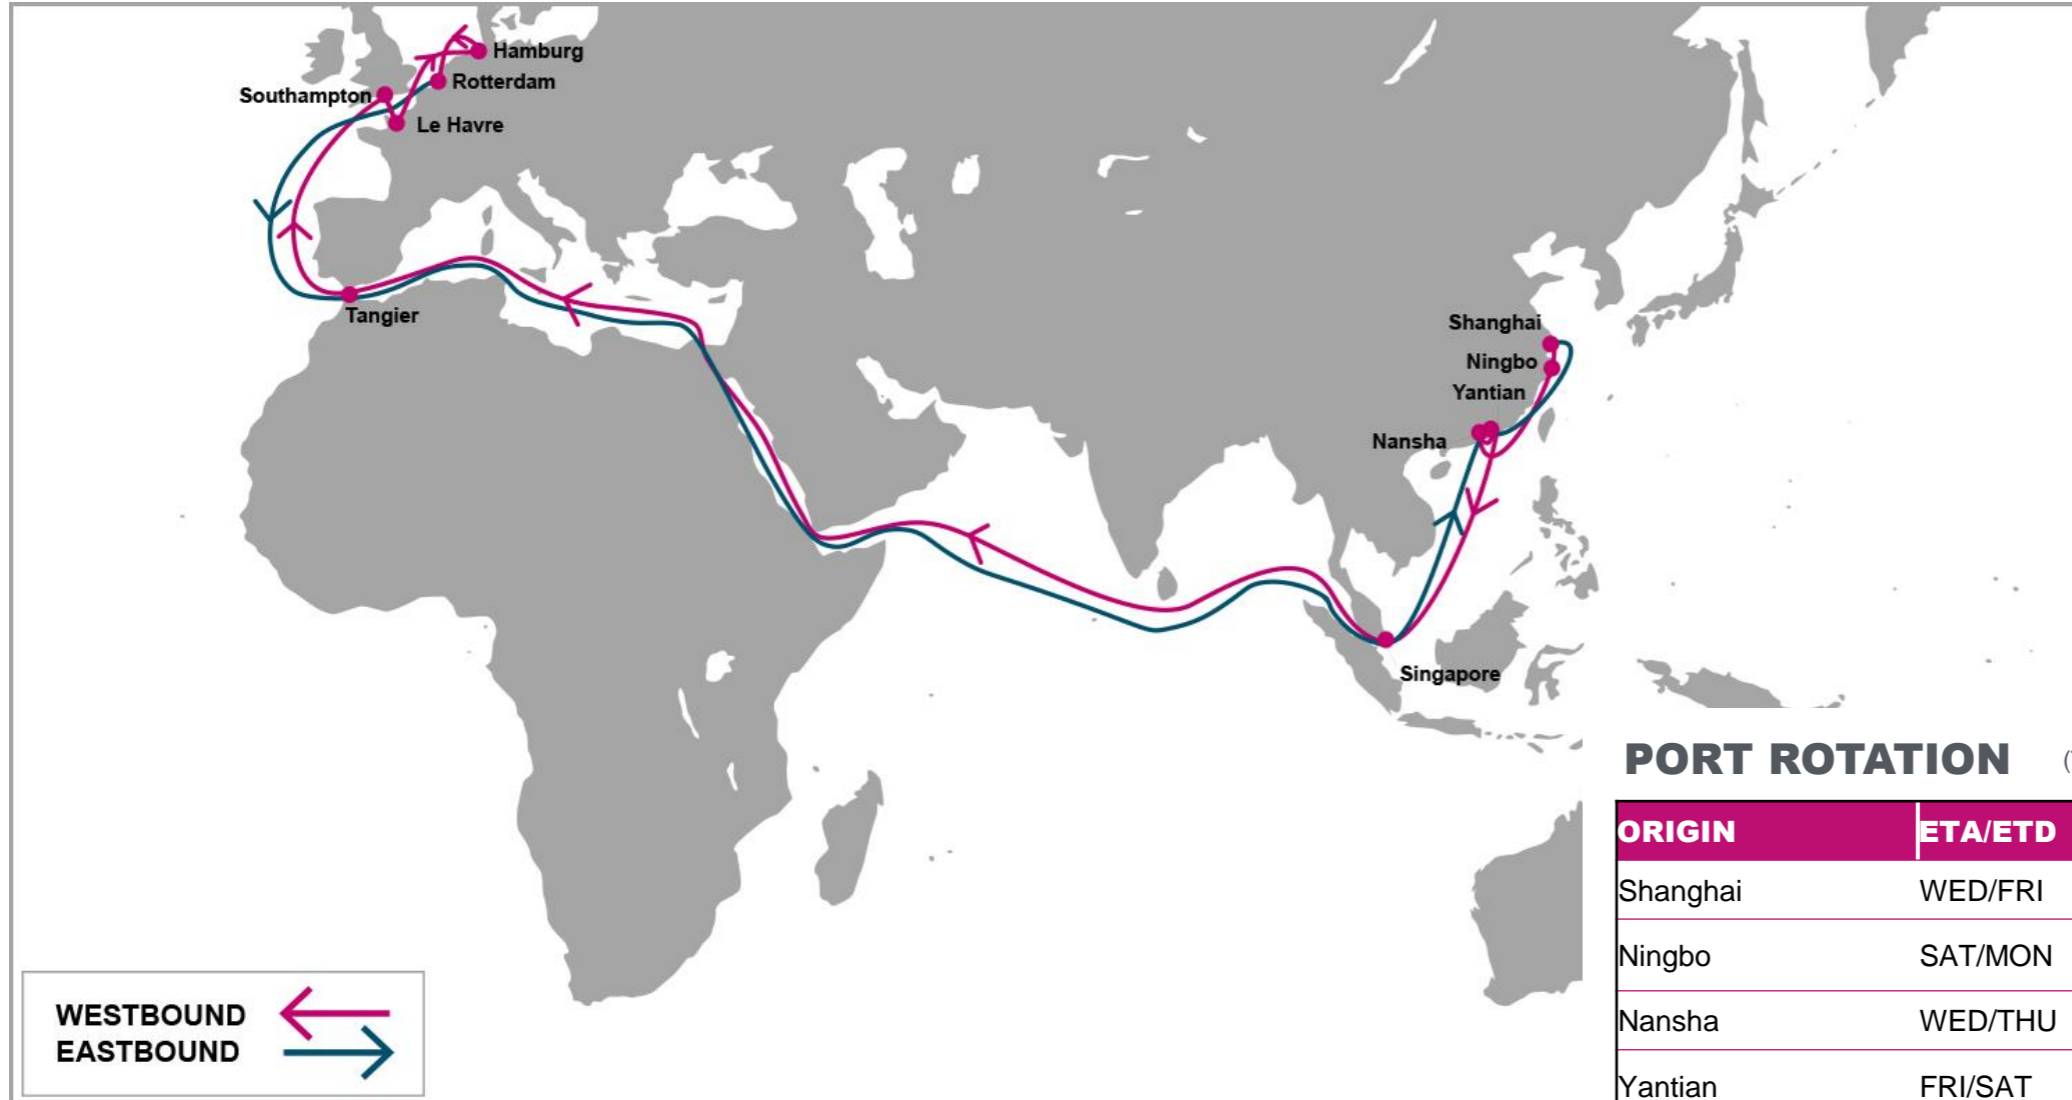 Hamburg
Rotterdam
Southampton
Le Havre
Tangier
Shanghai
Ningbo
Yantian
Nansha
Singapore
PORT ROTATION (
ORIGIN ETA/ETD
Shanghai WED/FRI
Ningbo SAT/MON
Nansha WED/THU
Yantian FRI/SAT
WESTBOUND
EASTBOUND